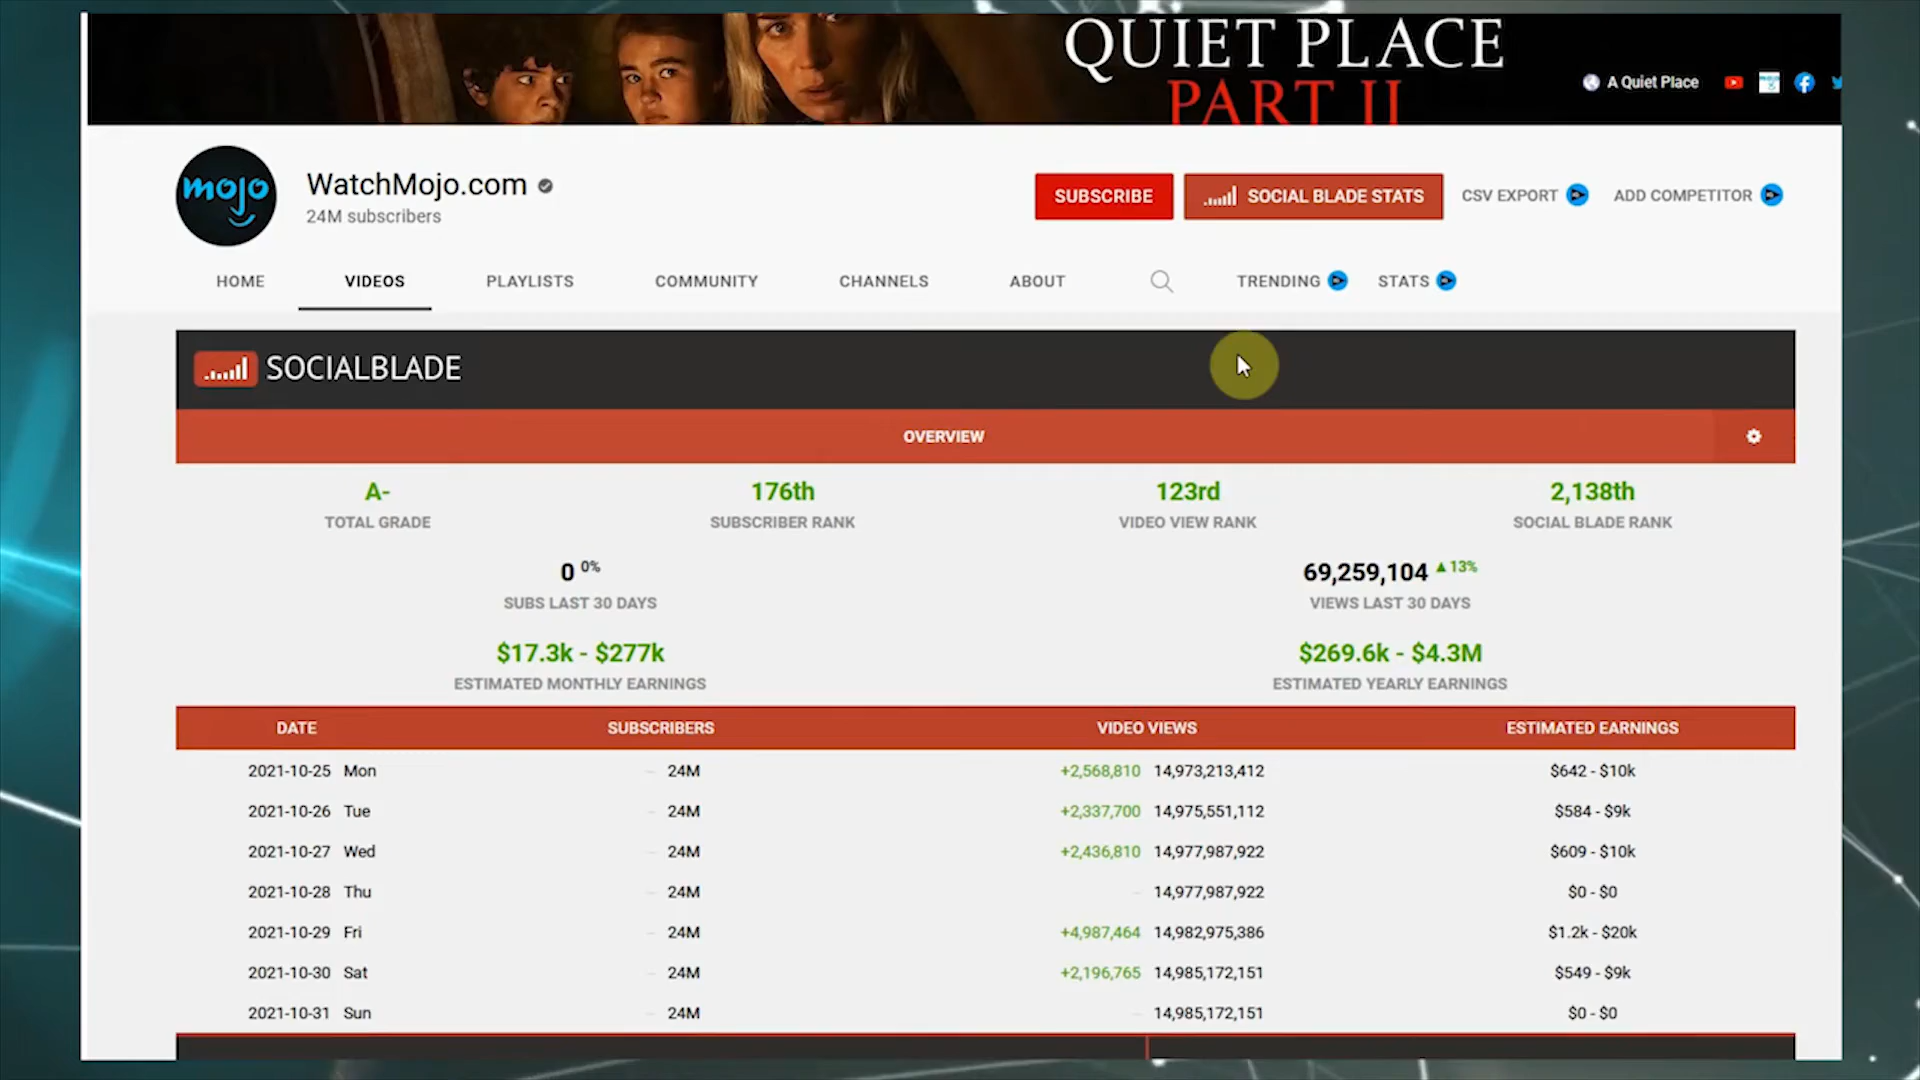 QUIET PLACE
PART II
A Quiet Place
mojo
WatchMojo.com
24M subscribers
SUBSCRIBE
SOCIAL BLADE STATS
CSV EXPORT
ADD COMPETITOR
HOME VIDEOS PLAYLISTS COMMUNITY CHANNELS ABOUT TRENDING STATS
SOCIALBLADE
OVERVIEW
A- 176th 123rd 2,138th
TOTAL GRADE SUBSCRIBER RANK VIDEO VIEW RANK SOCIAL BLADE RANK
0 0% 69,259,104 ▲13%
SUBS LAST 30 DAYS VIEWS LAST 30 DAYS
$17.3k - $277k $269.6k - $4.3M
ESTIMATED MONTHLY EARNINGS ESTIMATED YEARLY EARNINGS
DATE SUBSCRIBERS VIDEO VIEWS ESTIMATED EARNINGS
2021-10-25 Mon -- 24M +2,568,810 14,973,213,412 $642 - $10k
2021-10-26 Tue -- 24M +2,337,700 14,975,551,112 $584 - $9k
2021-10-27 Wed -- 24M +2,436,810 14,977,987,922 $609 - $10k
2021-10-28 Thu -- 24M -- 14,977,987,922 $0 - $0
2021-10-29 Fri -- 24M +4,987,464 14,982,975,386 $1.2k - $20k
2021-10-30 Sat -- 24M +2,196,765 14,985,172,151 $549 - $9k
2021-10-31 Sun -- 24M -- 14,985,172,151 $0 - $0